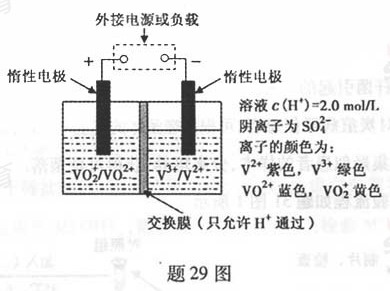 外接电源或负载
+ −
惰性电极 惰性电极
溶液 c(H⁺)=2.0 mol/L
阴离子为 SO₄²⁻
离子的颜色为：
V²⁺ 紫色，V³⁺ 绿色
VO²⁺ 蓝色，VO₂⁺ 黄色
VO₂⁺/VO²⁺ V³⁺/V²⁺
交换膜（只允许 H⁺ 通过）
题 29 图